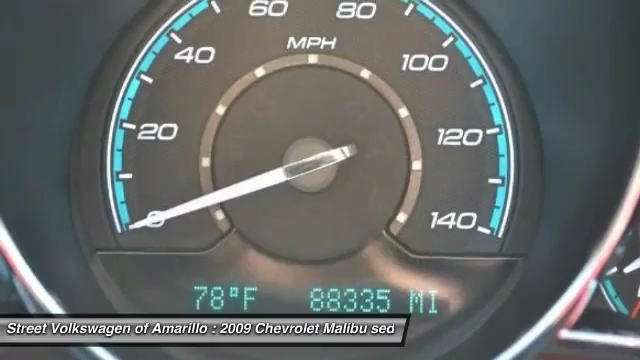 60 80
MPH
40 100
20 120
0 140
78°F 88335 MI
Street Volkswagen of Amarillo : 2009 Chevrolet Malibu sed